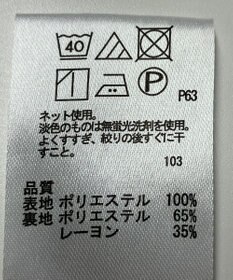 40
P
P63
ネット使用。
淡色のものは無蛍光洗剤を使用。
よくすすぎ、絞りの後すぐに干
すこと。
103
品質
表地 ポリエステル 100%
裏地 ポリエステル 65%
レーヨン 35%